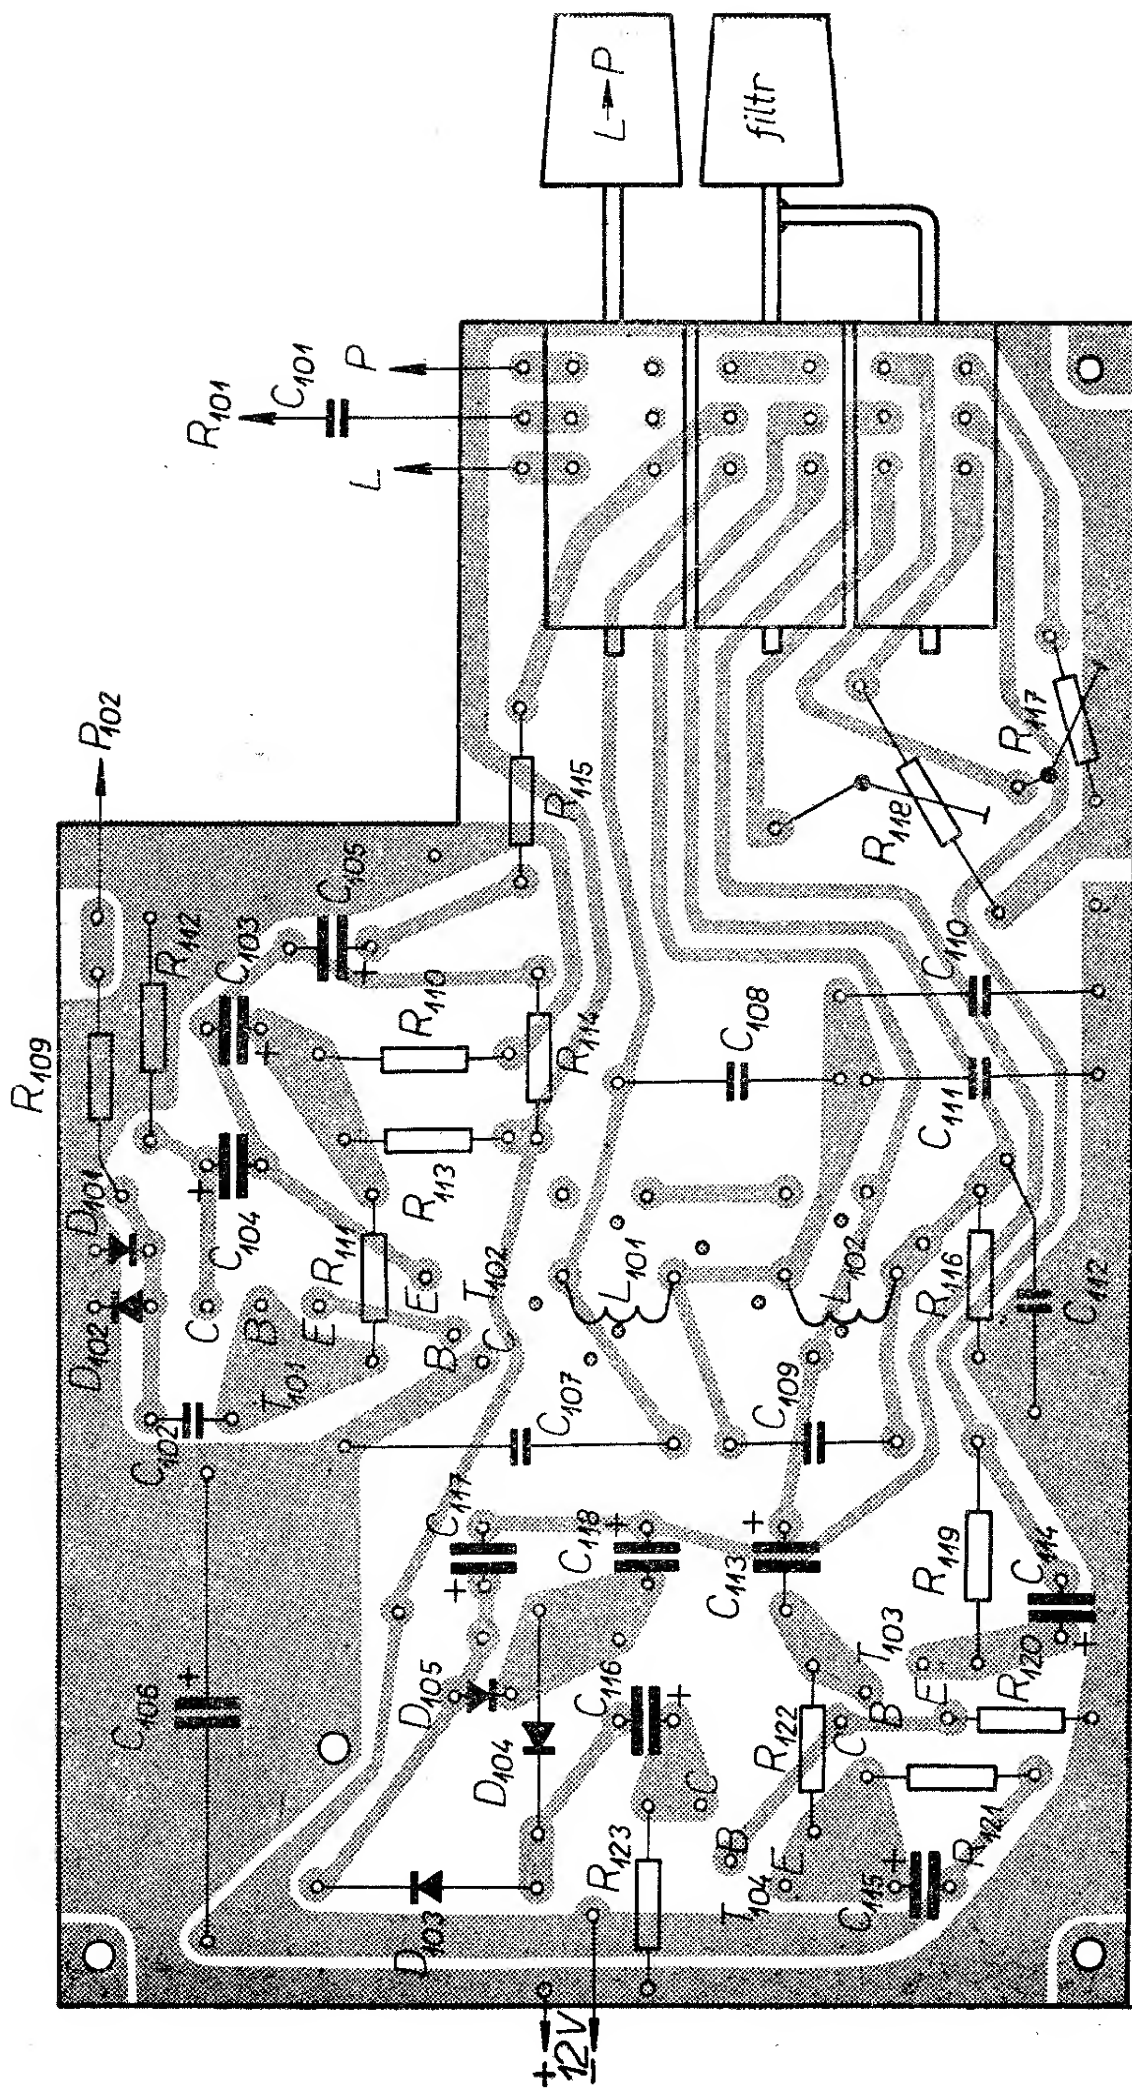 L→P
filtr
R101
C101
P
L
P102
R109
R112
C103
C105
R115
R117
R118
R110
C110
D101
R114
C108
C104
R113
C111
D102
R111
C
B
E
T101
E
T102
B
C
L101
L102
R116
C112
C102
C107
C109
C117
+
C118
+
C113
+
R119
C114
+
C106
+
D105
C116
+
T103
E
R120
B
C
R122
D104
C
R123
B
E
T104
C115
+
R121
D103
+
+
+
+12V